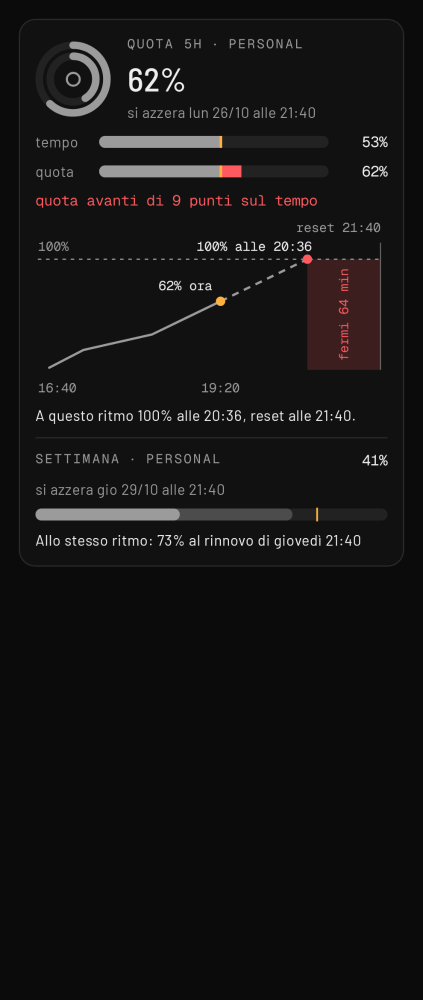 QUOTA 5H · PERSONAL
62%
si azzera lun 26/10 alle 21:40
tempo 53%
quota 62%
quota avanti di 9 punti sul tempo
reset 21:40
100% 100% alle 20:36
62% ora
fermi 64 min
16:40 19:20
A questo ritmo 100% alle 20:36, reset alle 21:40.
SETTIMANA · PERSONAL 41%
si azzera gio 29/10 alle 21:40
Allo stesso ritmo: 73% al rinnovo di giovedì 21:40